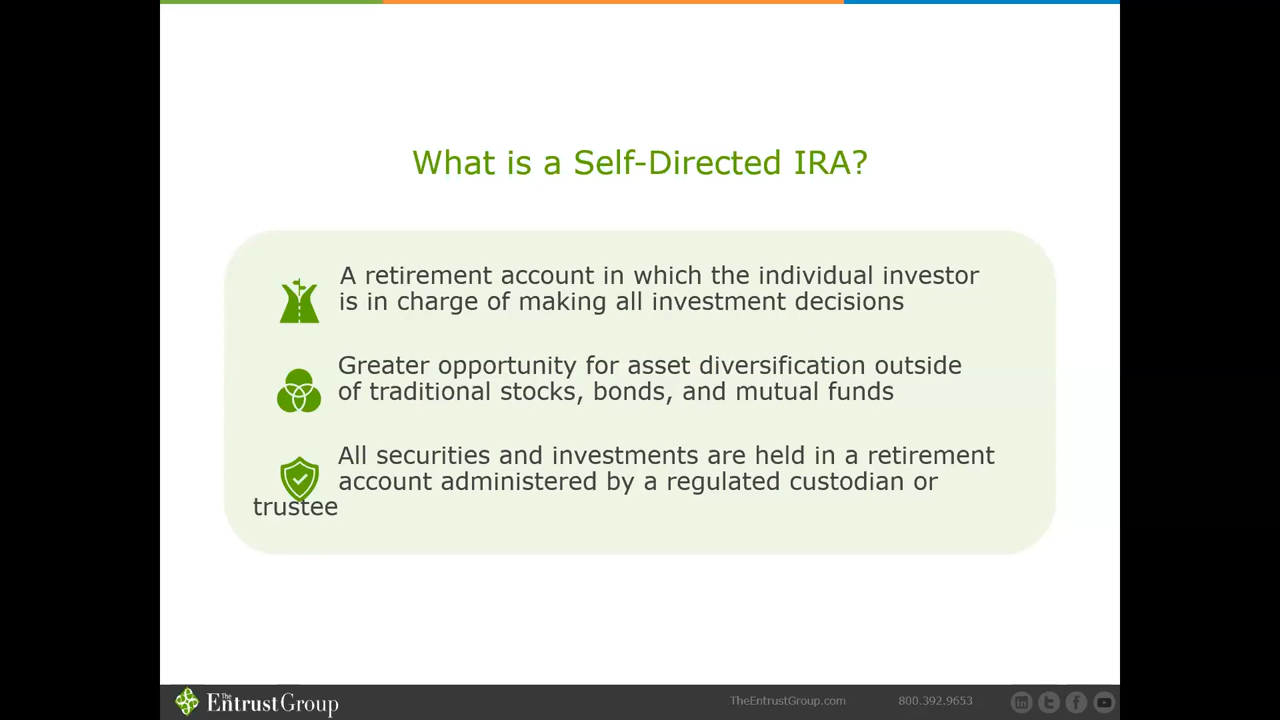 What is a Self-Directed IRA?
A retirement account in which the individual investor
is in charge of making all investment decisions
Greater opportunity for asset diversification outside
of traditional stocks, bonds, and mutual funds
All securities and investments are held in a retirement
account administered by a regulated custodian or
trustee
The EntrustGroup
TheEntrustGroup.com
800.392.9653